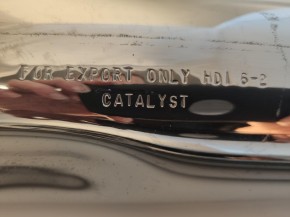 FOR EXPORT ONLY HDI 6-2
CATALYST